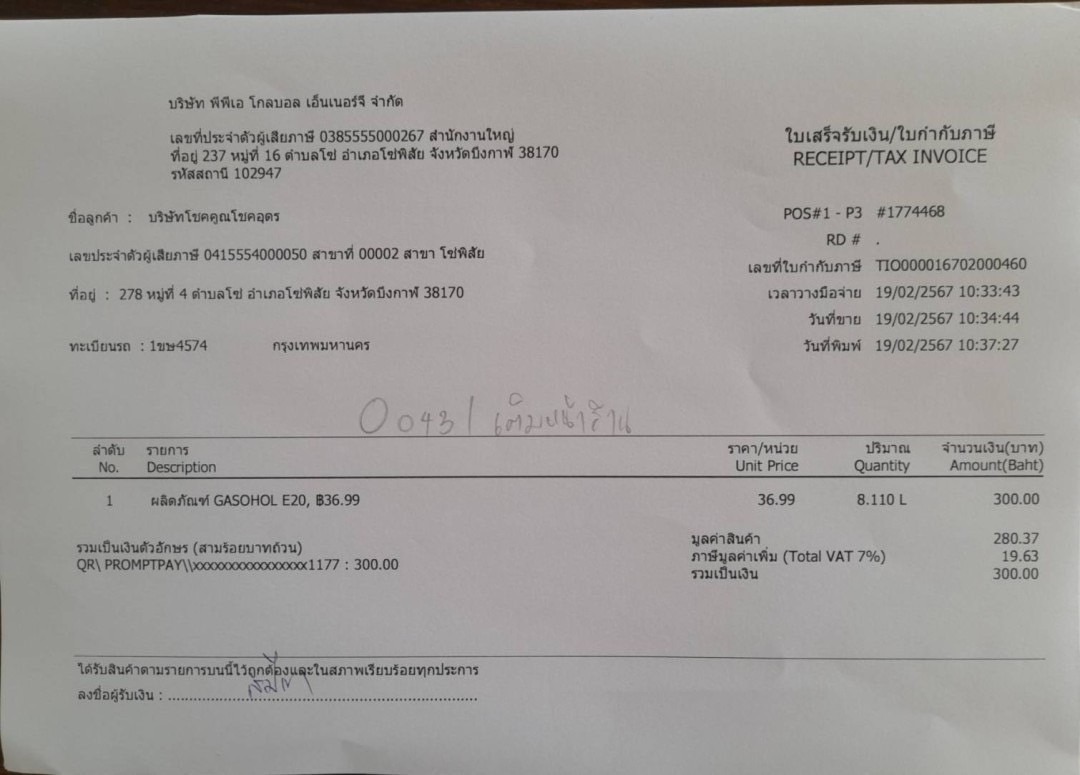 บริษัท พีพีเอ โกลบอล เอ็นเนอร์จี จำกัด
เลขที่ประจำตัวผู้เสียภาษี 0385555000267 สำนักงานใหญ่
ที่อยู่ 237 หมู่ที่ 16 ตำบลโซ่ อำเภอโซ่พิสัย จังหวัดบึงกาฬ 38170
รหัสสถานี 102947
ใบเสร็จรับเงิน/ใบกำกับภาษี
RECEIPT/TAX INVOICE
ชื่อลูกค้า : บริษัทโชคคูณโชคอุดร
เลขประจำตัวผู้เสียภาษี 0415554000050 สาขาที่ 00002 สาขา โซ่พิสัย
ที่อยู่ : 278 หมู่ที่ 4 ตำบลโซ่ อำเภอโซ่พิสัย จังหวัดบึงกาฬ 38170
ทะเบียนรถ : 1ขษ4574 กรุงเทพมหานคร
POS#1 - P3 #1774468
RD # .
เลขที่ใบกำกับภาษี TIO000016702000460
เวลาวางมือจ่าย 19/02/2567 10:33:43
วันที่ขาย 19/02/2567 10:34:44
วันที่พิมพ์ 19/02/2567 10:37:27
00431 เติมหน้าร้าน
ลำดับ รายการ ราคา/หน่วย ปริมาณ จำนวนเงิน(บาท)
No. Description Unit Price Quantity Amount(Baht)
1 ผลิตภัณฑ์ GASOHOL E20, ฿36.99 36.99 8.110 L 300.00
รวมเป็นเงินตัวอักษร (สามร้อยบาทถ้วน)
QR\ PROMPTPAY\\xxxxxxxxxxxxxxxx1177 : 300.00
มูลค่าสินค้า 280.37
ภาษีมูลค่าเพิ่ม (Total VAT 7%) 19.63
รวมเป็นเงิน 300.00
ได้รับสินค้าตามรายการบนนี้ไว้ถูกต้องและในสภาพเรียบร้อยทุกประการ
ลงชื่อผู้รับเงิน : ............................................................